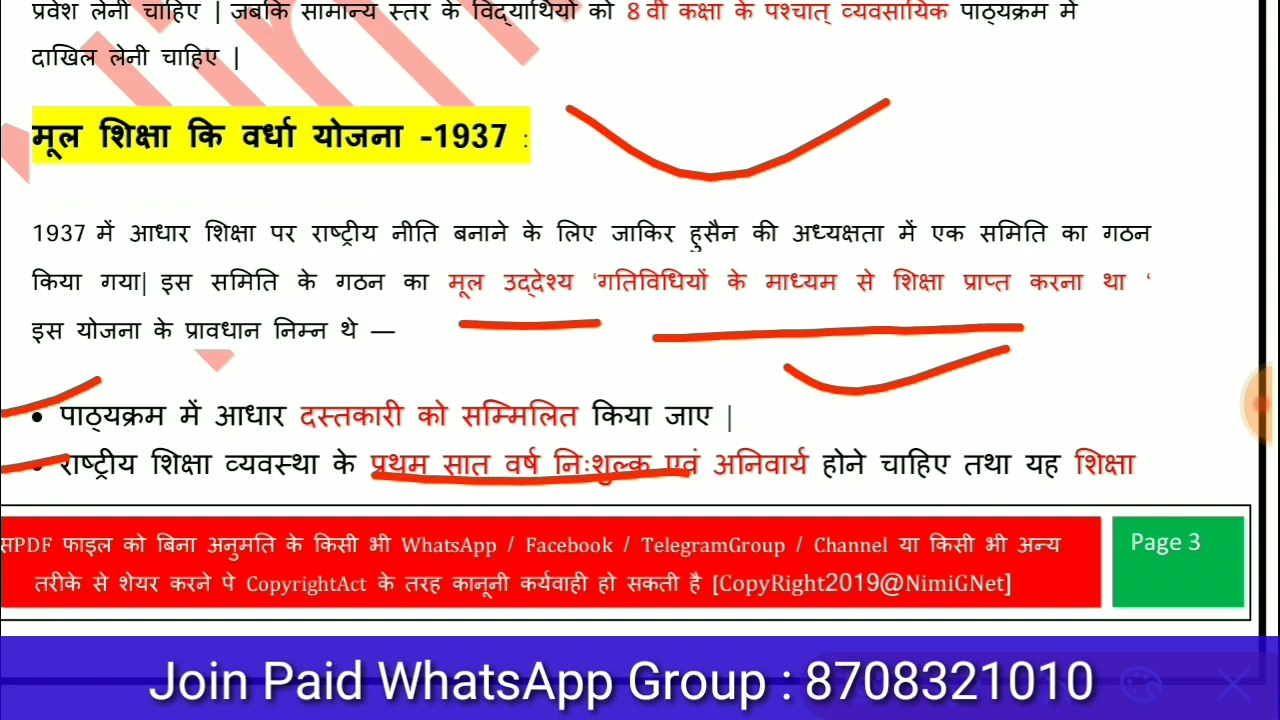 प्रवेश लेनी चाहिए | जबकि सामान्य स्तर के विद्यार्थियों को 8 वीं कक्षा के पश्चात् व्यवसायिक पाठ्यक्रम में
दाखिल लेनी चाहिए |
मूल शिक्षा कि वर्धा योजना -1937 :
1937 में आधार शिक्षा पर राष्ट्रीय नीति बनाने के लिए जाकिर हुसैन की अध्यक्षता में एक समिति का गठन
किया गया| इस समिति के गठन का मूल उद्देश्य ‘गतिविधियों के माध्यम से शिक्षा प्राप्त करना था ‘
इस योजना के प्रावधान निम्न थे —
• पाठ्यक्रम में आधार दस्तकारी को सम्मिलित किया जाए |
• राष्ट्रीय शिक्षा व्यवस्था के प्रथम सात वर्ष निःशुल्क एवं अनिवार्य होने चाहिए तथा यह शिक्षा
सPDF फाइल को बिना अनुमति के किसी भी WhatsApp / Facebook / TelegramGroup / Channel या किसी भी अन्य
तरीके से शेयर करने पे CopyrightAct के तरह कानूनी कर्यवाही हो सकती है [CopyRight2019@NimiGNet]
Page 3
Join Paid WhatsApp Group : 8708321010